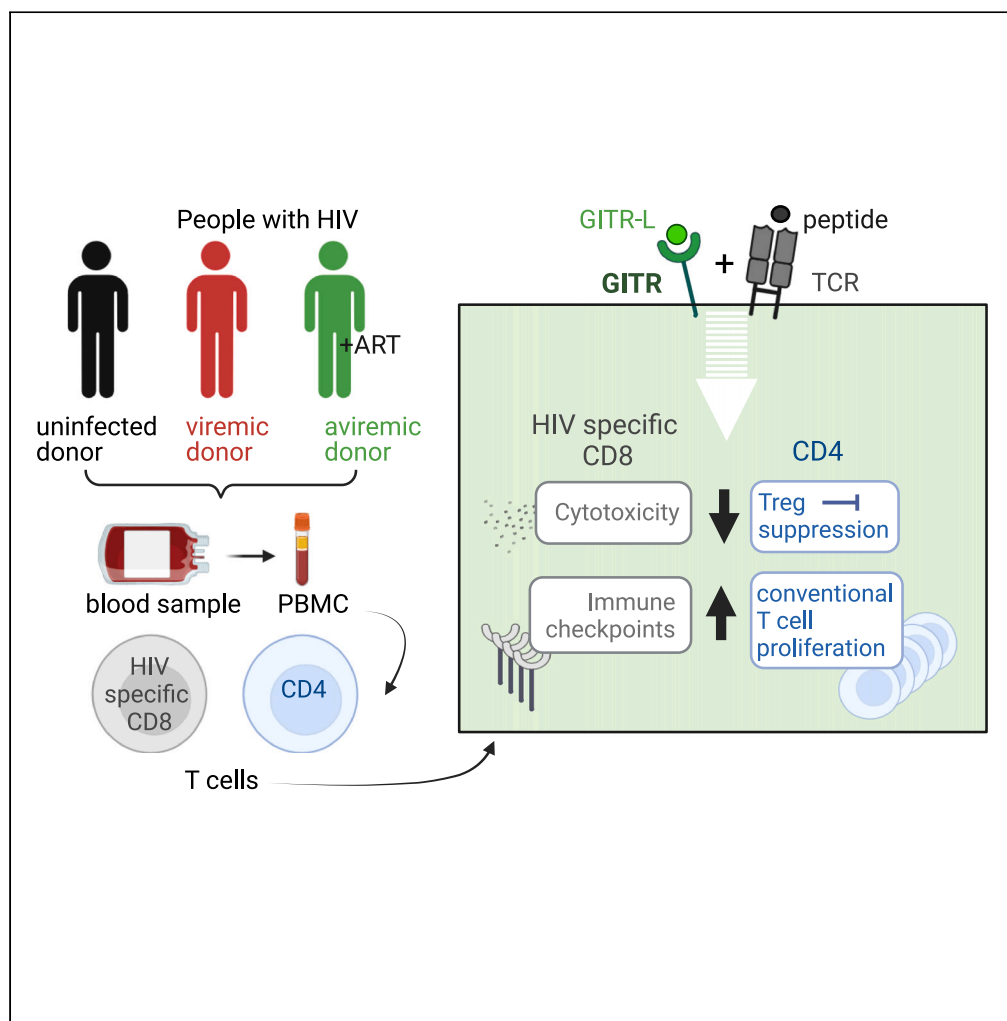 People with HIV
+ART
uninfected
donor
viremic
donor
aviremic
donor
blood sample
PBMC
HIV
specific
CD8
CD4
T cells
GITR-L
GITR
+
peptide
TCR
HIV specific
CD8
CD4
Cytotoxicity
Treg
suppression
Immune
checkpoints
conventional
T cell
proliferation